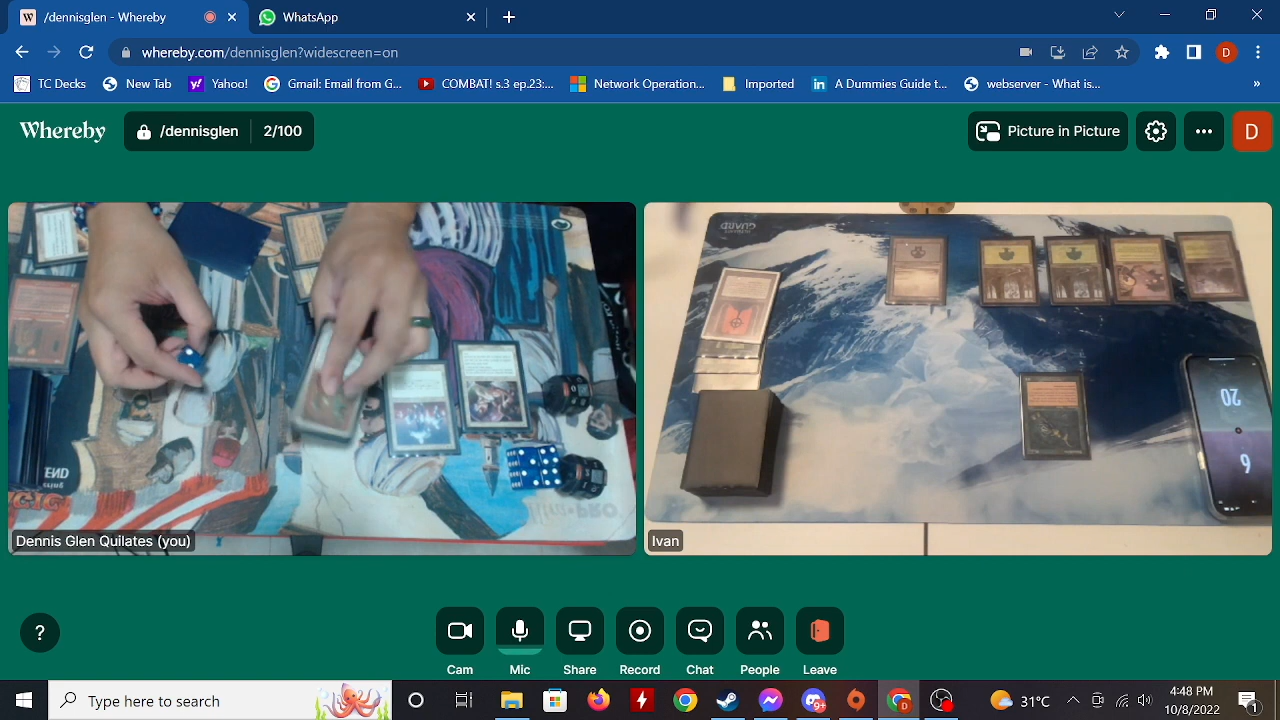 /dennisglen - Whereby
WhatsApp
whereby.com/dennisglen?widescreen=on
D
TC Decks
New Tab
Yahoo!
Gmail: Email from G...
COMBAT! s.3 ep.23:...
Network Operation...
Imported
A Dummies Guide t...
webserver - What is...
»
Whereby
/dennisglen
2/100
Picture in Picture
D
GUARD
20
6
Dennis Glen Quilates (you)
Ivan
?
Cam
Mic
Share
Record
Chat
People
Leave
Type here to search
9+
D
31°C
4:48 PM
10/8/2022
1